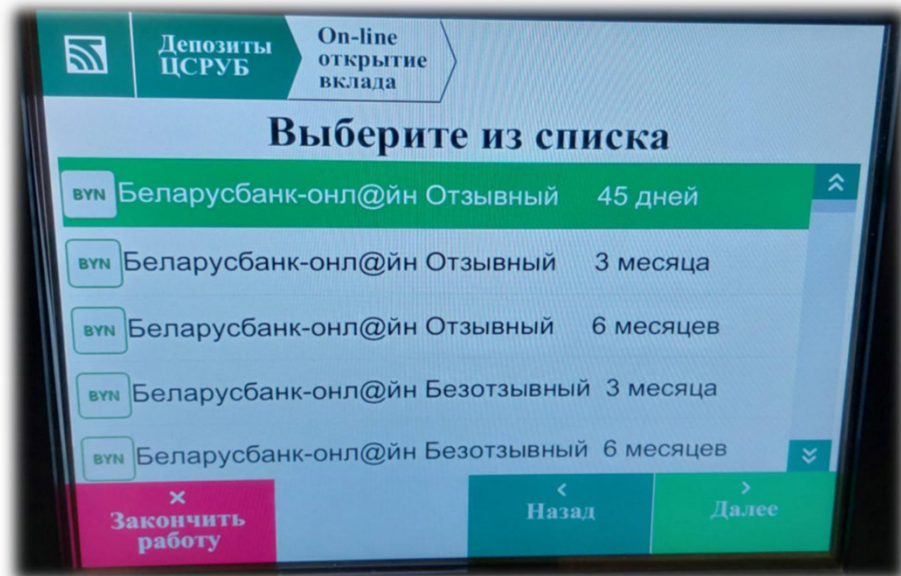 Депозиты
ЦСРУБ
On-line
открытие
вклада
Выберите из списка
BYN Беларусбанк-онл@йн Отзывный 45 дней
BYN Беларусбанк-онл@йн Отзывный 3 месяца
BYN Беларусбанк-онл@йн Отзывный 6 месяцев
BYN Беларусбанк-онл@йн Безотзывный 3 месяца
BYN Беларусбанк-онл@йн Безотзывный 6 месяцев
Закончить
работу
Назад
Далее